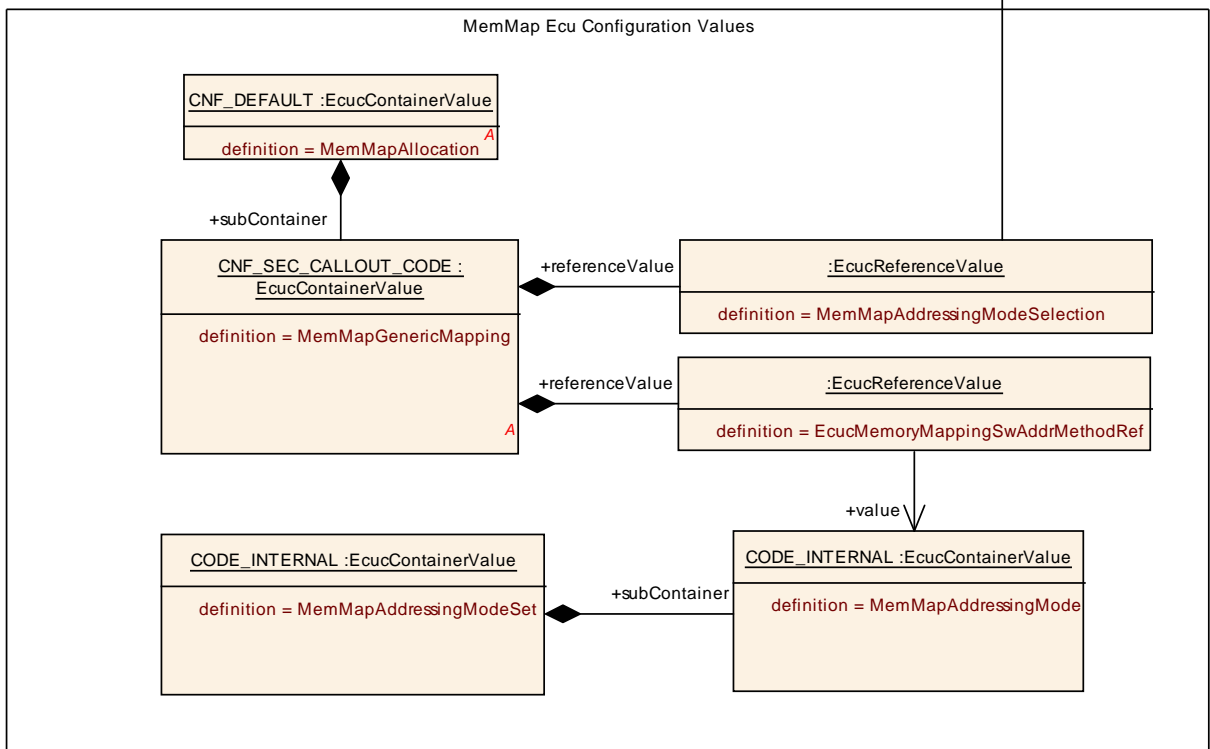 MemMap Ecu Configuration Values
CNF_DEFAULT :EcucContainerValue
A
definition = MemMapAllocation
+subContainer
CNF_SEC_CALLOUT_CODE :
EcucContainerValue
definition = MemMapGenericMapping
A
+referenceValue
:EcucReferenceValue
definition = MemMapAddressingModeSelection
+referenceValue
:EcucReferenceValue
definition = EcucMemoryMappingSwAddrMethodRef
+value
CODE_INTERNAL :EcucContainerValue
definition = MemMapAddressingModeSet
+subContainer
CODE_INTERNAL :EcucContainerValue
definition = MemMapAddressingMode